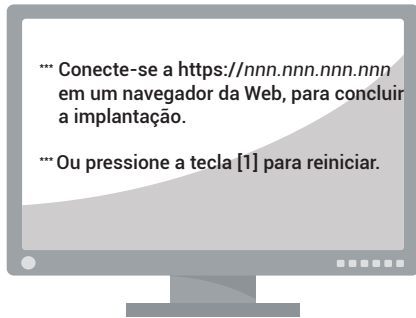 *** Conecte-se a https://nnn.nnn.nnn.nnn
em um navegador da Web, para concluir
a implantação.
*** Ou pressione a tecla [1] para reiniciar.